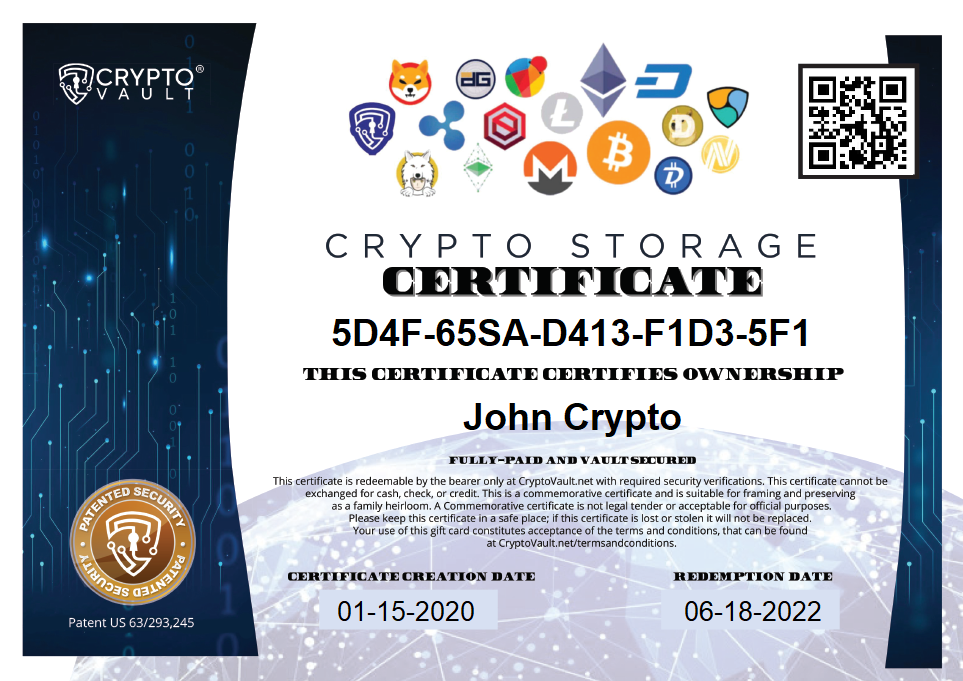 CRYPTO®
VAULT
CRYPTO STORAGE
CERTIFICATE
5D4F-65SA-D413-F1D3-5F1
THIS CERTIFICATE CERTIFIES OWNERSHIP
John Crypto
FULLY-PAID AND VAULT SECURED
This certificate is redeemable by the bearer only at CryptoVault.net with required security verifications. This certificate cannot be
exchanged for cash, check, or credit. This is a commemorative certificate and is suitable for framing and preserving
as a family heirloom. A Commemorative certificate is not legal tender or acceptable for official purposes.
Please keep this certificate in a safe place; if this certificate is lost or stolen it will not be replaced.
Your use of this gift card constitutes acceptance of the terms and conditions, that can be found
at CryptoVault.net/termsandconditions.
PATENTED SECURITY
PATENTED SECURITY
Patent US 63/293,245
CERTIFICATE CREATION DATE
01-15-2020
REDEMPTION DATE
06-18-2022